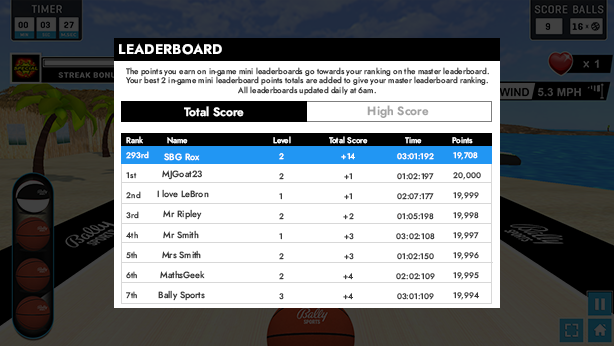 TIMER
00 03 27
SCORE BALLS
9 16+
LEADERBOARD
The points you earn on in-game mini leaderboards go towards your ranking on the master leaderboard.
Your best 2 in-game mini leaderboard points totals are added to give your master leaderboard ranking.
All leaderboards updated daily at 6am.
STREAK BONU
x 1
WIND 5.3 MPH
Total Score High Score
Rank Name Level Total Score Time Points
293rd SBG Rox 2 +14 03:01:192 19,708
1st MJGoat23 2 +1 01:02:197 20,000
2nd I love LeBron 1 +1 02:07:177 19,999
3rd Mr Ripley 2 +2 01:05:198 19,998
4th Mr Smith 1 +3 03:02:108 19,997
5th Mrs Smith 2 +3 01:02:150 19,996
6th MathsGeek 2 +4 02:02:109 19,995
7th Bally Sports 3 +4 03:01:109 19,994
Bally
SPORTS